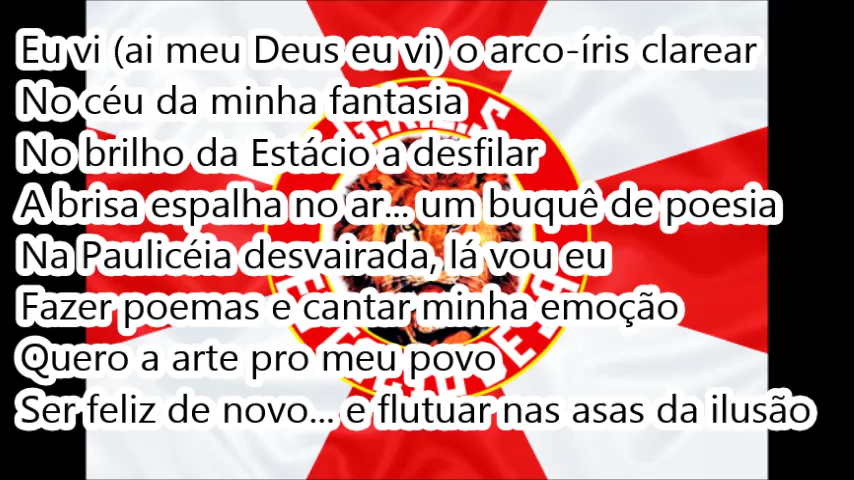 Eu vi (ai meu Deus eu vi) o arco-íris clarear
No céu da minha fantasia
No brilho da Estácio a desfilar
A brisa espalha no ar... um buquê de poesia
Na Paulicéia desvairada, lá vou eu
Fazer poemas e cantar minha emoção
Quero a arte pro meu povo
Ser feliz de novo... e flutuar nas asas da ilusão